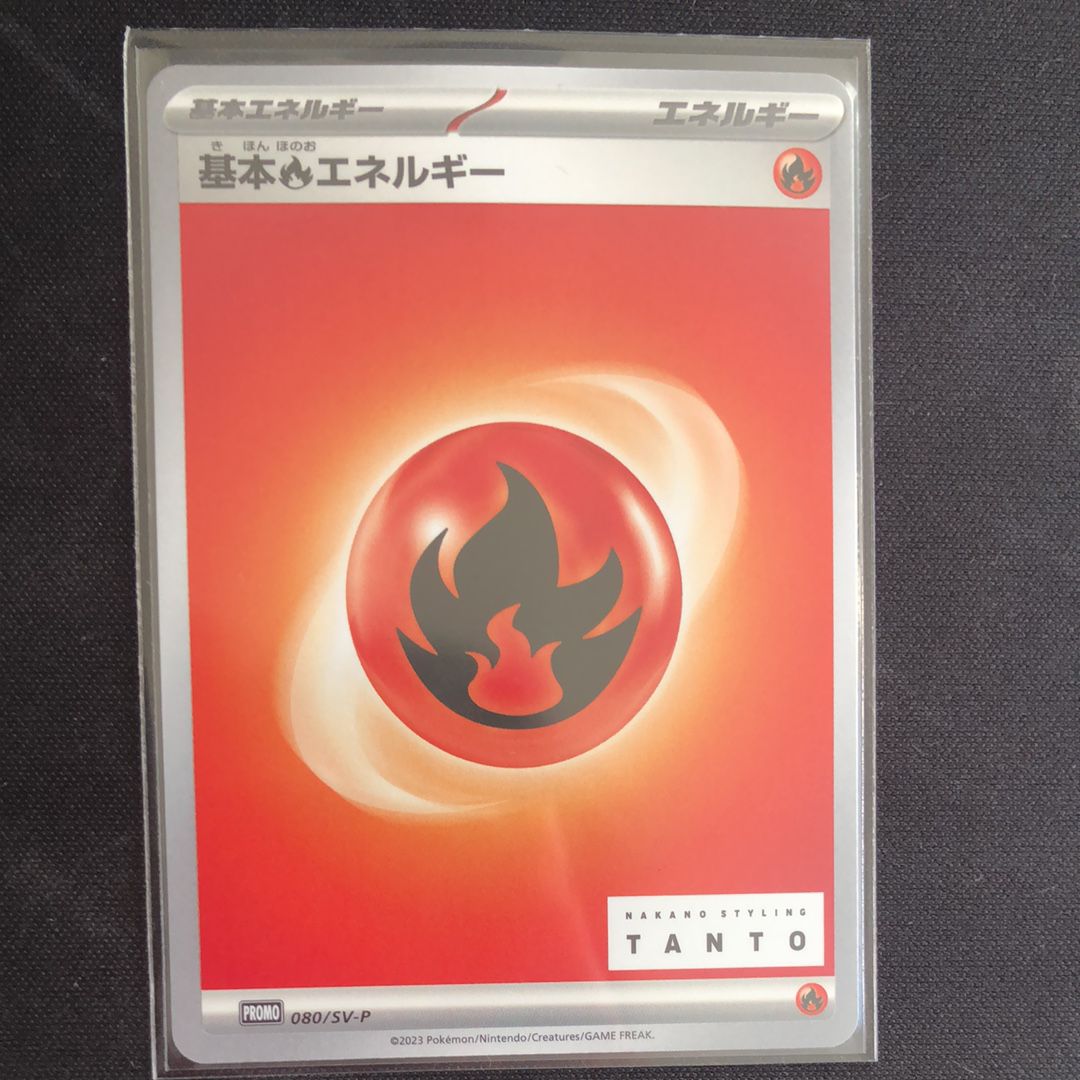 基本エネルギー
エネルギー
き ほん ほのお
基本エネルギー
NAKANO STYLING
TANTO
PROMO 080/SV-P
©2023 Pokémon/Nintendo/Creatures/GAME FREAK.